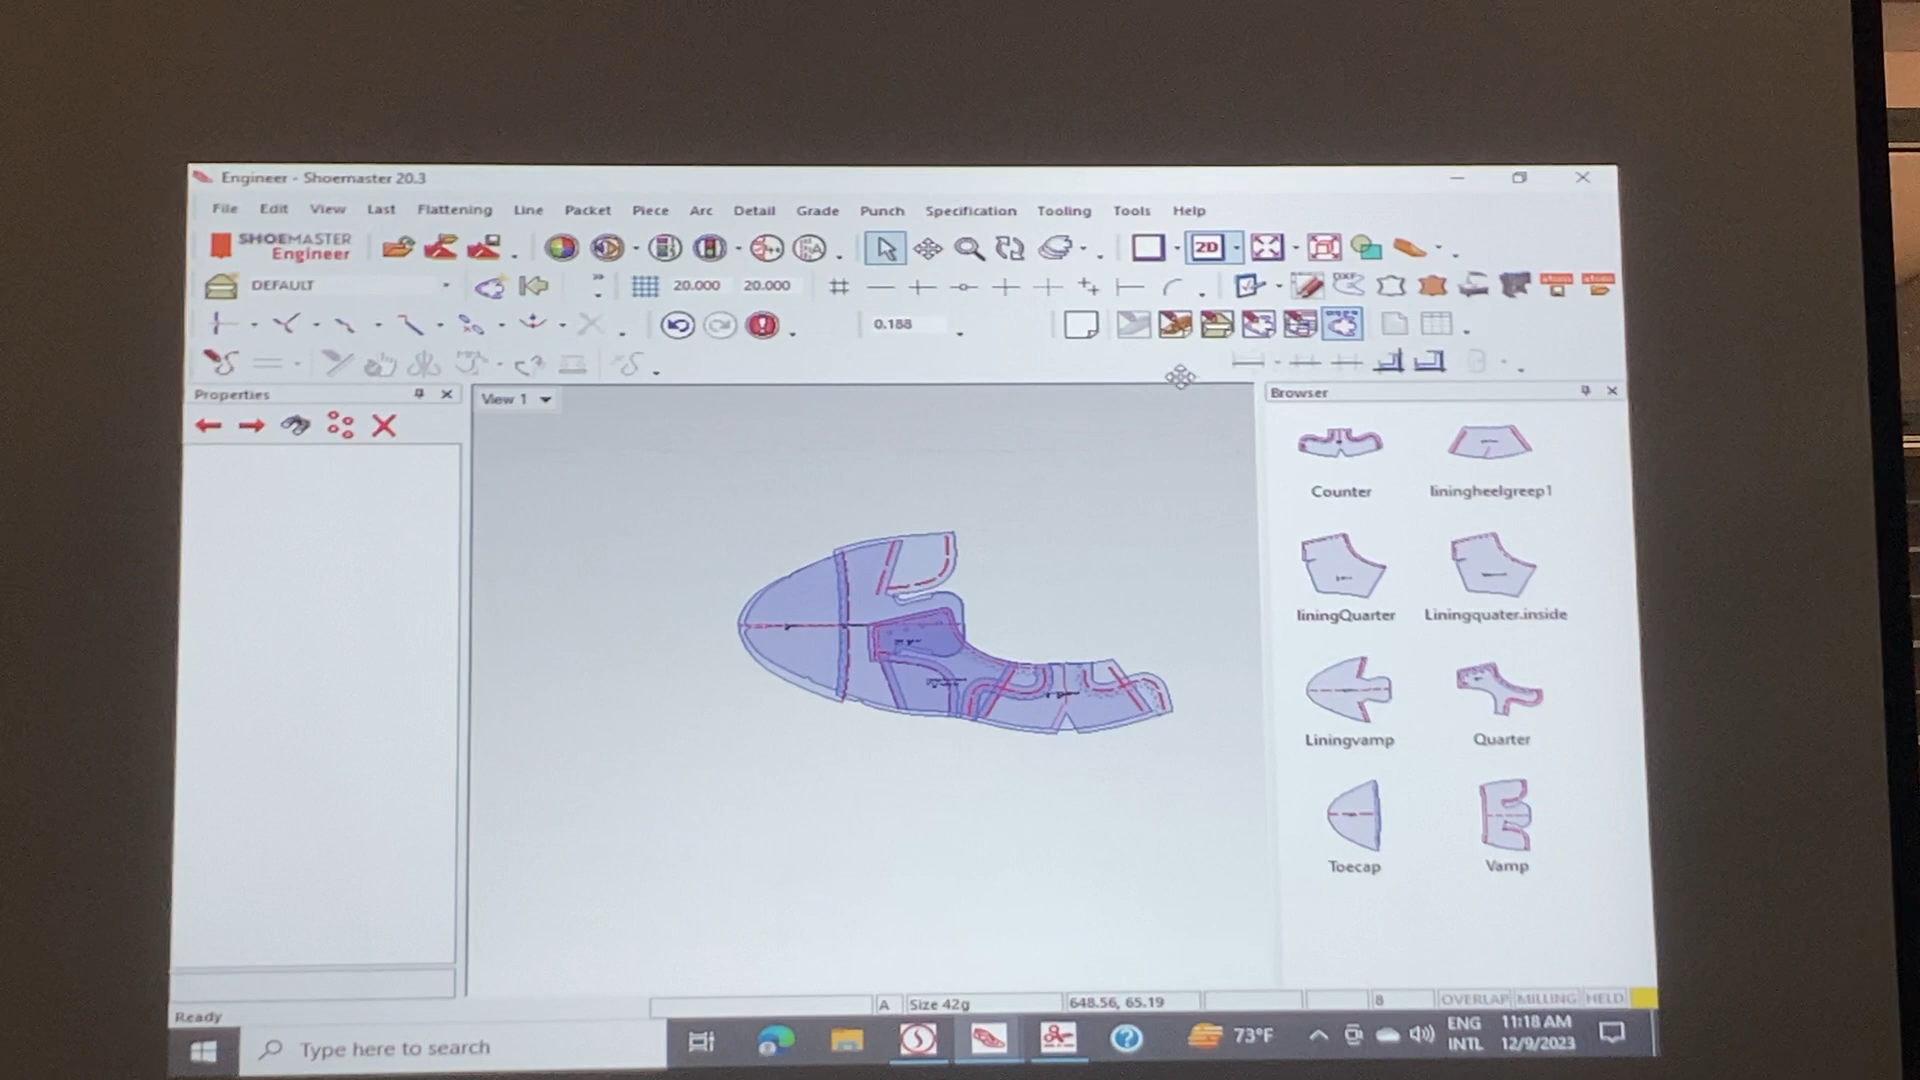 Engineer - Shoemaster 20.3
File Edit View Last Flattening Line Packet Piece Arc Detail Grade Punch Specification Tooling Tools Help
SHOEMASTER
Engineer
2D
DEFAULT
20.000 20.000
DXF
0.188
Properties
View 1
Browser
Counter
liningheelgreep1
liningQuarter
Liningquater.inside
Liningvamp
Quarter
Toecap
Vamp
A Size 42g 648.56, 65.19 8 OVERLAP MILLING HELD
Ready
Type here to search
73°F
ENG
INTL
11:18 AM
12/9/2023